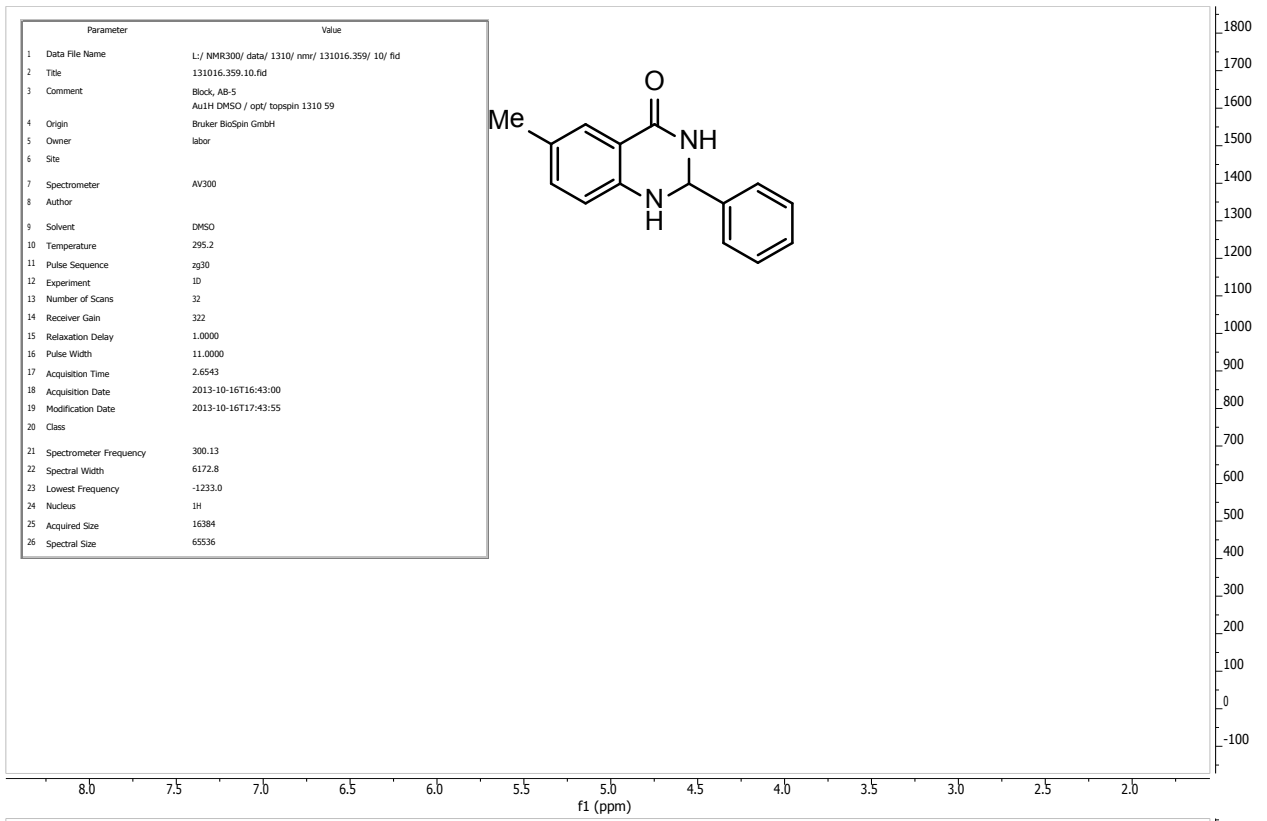 Parameter Value
1 Data File Name L:/ NMR300/ data/ 1310/ nmr/ 131016.359/ 10/ fid
2 Title 131016.359.10.fid
3 Comment Block, AB-5
Au1H DMSO / opt/ topspin 1310 59
4 Origin Bruker BioSpin GmbH
5 Owner labor
6 Site
7 Spectrometer AV300
8 Author
9 Solvent DMSO
10 Temperature 295.2
11 Pulse Sequence zg30
12 Experiment 1D
13 Number of Scans 32
14 Receiver Gain 322
15 Relaxation Delay 1.0000
16 Pulse Width 11.0000
17 Acquisition Time 2.6543
18 Acquisition Date 2013-10-16T16:43:00
19 Modification Date 2013-10-16T17:43:55
20 Class
21 Spectrometer Frequency 300.13
22 Spectral Width 6172.8
23 Lowest Frequency -1233.0
24 Nucleus 1H
25 Acquired Size 16384
26 Spectral Size 65536
O
Me
NH
N
H
1800
1700
1600
1500
1400
1300
1200
1100
1000
900
800
700
600
500
400
300
200
100
0
-100
8.0 7.5 7.0 6.5 6.0 5.5 5.0 4.5 4.0 3.5 3.0 2.5 2.0
f1 (ppm)